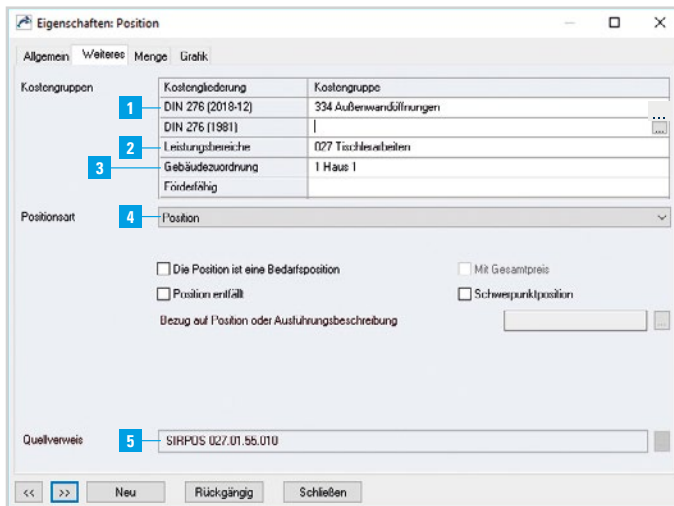 Eigenschaften: Position
Allgemein Weiteres Menge Grafik
Kostengruppen
Kostengliederung Kostengruppe
1 DIN 276 (2018-12) 334 Außenwandöffnungen ...
DIN 276 (1981) ...
2 Leistungsbereiche 027 Tischlerarbeiten
3 Gebäudezuordnung 1 Haus 1
Förderfähig
Positionsart 4 Position
Die Position ist eine Bedarfsposition Mit Gesamtpreis
Position entfällt Schwerpunktposition
Bezug auf Position oder Ausführungsbeschreibung ...
Quellverweis 5 SIRPOS 027.01.55.010
<< >> Neu Rückgängig Schließen